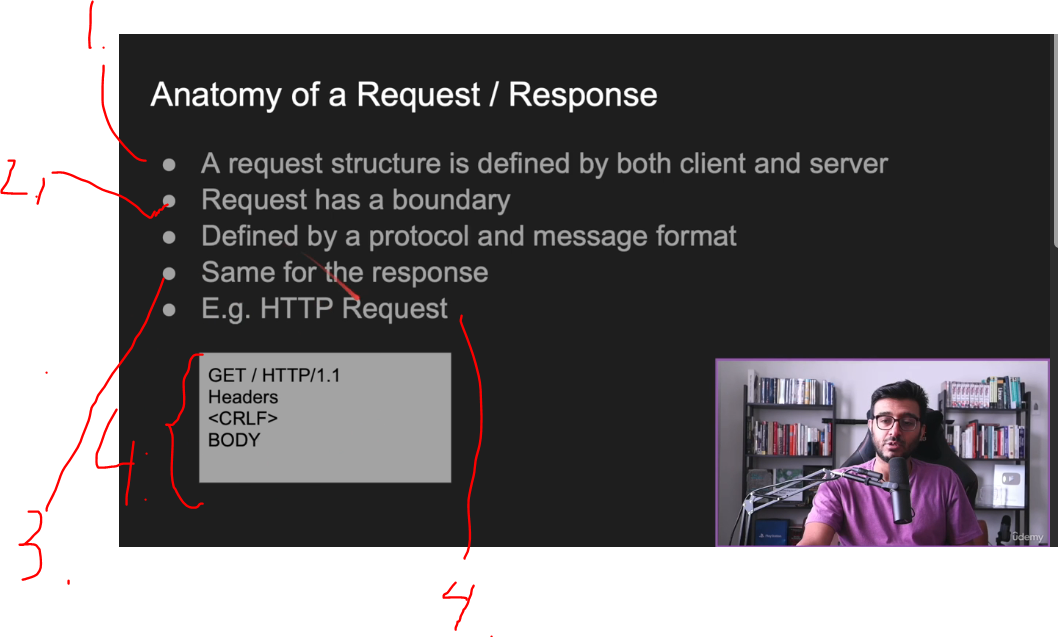 1.
Anatomy of a Request / Response
● A request structure is defined by both client and server
2.
● Request has a boundary
● Defined by a protocol and message format
● Same for the response
● E.g. HTTP Request
GET / HTTP/1.1
Headers
<CRLF>
BODY
4.
3.
4.
ûdemy